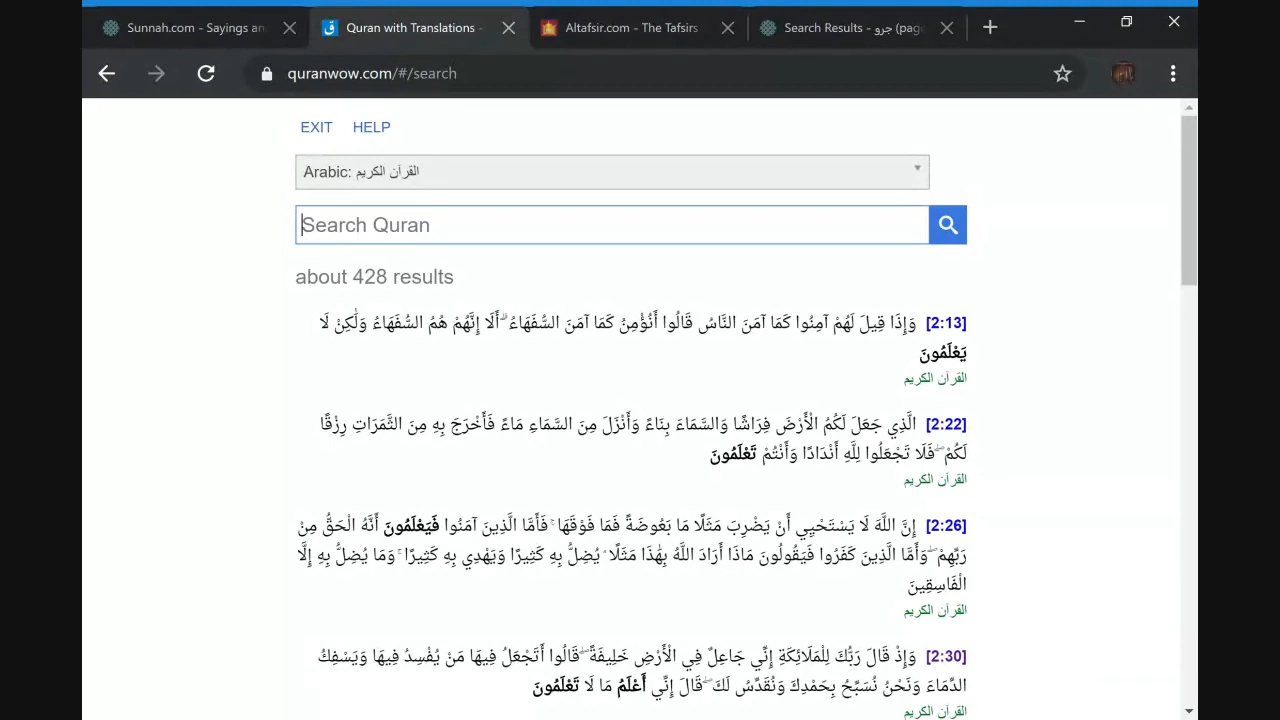 Sunnah.com - Sayings an
Quran with Translations -
Altafsir.com - The Tafsirs
Search Results - جرو (page
quranwow.com/#/search
EXIT HELP
Arabic: القرآن الكريم
Search Quran
about 428 results
[2:13] وَإِذَا قِيلَ لَهُمْ آمِنُوا كَمَا آمَنَ النَّاسُ قَالُوا أَنُؤْمِنُ كَمَا آمَنَ السُّفَهَاءُ ۗ أَلَا إِنَّهُمْ هُمُ السُّفَهَاءُ وَلَٰكِنْ لَا
يَعْلَمُونَ
القرآن الكريم
[2:22] الَّذِي جَعَلَ لَكُمُ الْأَرْضَ فِرَاشًا وَالسَّمَاءَ بِنَاءً وَأَنْزَلَ مِنَ السَّمَاءِ مَاءً فَأَخْرَجَ بِهِ مِنَ الثَّمَرَاتِ رِزْقًا
لَكُمْ ۖ فَلَا تَجْعَلُوا لِلَّهِ أَنْدَادًا وَأَنْتُمْ تَعْلَمُونَ
القرآن الكريم
[2:26] إِنَّ اللَّهَ لَا يَسْتَحْيِي أَنْ يَضْرِبَ مَثَلًا مَا بَعُوضَةً فَمَا فَوْقَهَا ۚ فَأَمَّا الَّذِينَ آمَنُوا فَيَعْلَمُونَ أَنَّهُ الْحَقُّ مِنْ
رَبِّهِمْ ۖ وَأَمَّا الَّذِينَ كَفَرُوا فَيَقُولُونَ مَاذَا أَرَادَ اللَّهُ بِهَٰذَا مَثَلًا ۘ يُضِلُّ بِهِ كَثِيرًا وَيَهْدِي بِهِ كَثِيرًا ۚ وَمَا يُضِلُّ بِهِ إِلَّا
الْفَاسِقِينَ
القرآن الكريم
[2:30] وَإِذْ قَالَ رَبُّكَ لِلْمَلَائِكَةِ إِنِّي جَاعِلٌ فِي الْأَرْضِ خَلِيفَةً ۖ قَالُوا أَتَجْعَلُ فِيهَا مَنْ يُفْسِدُ فِيهَا وَيَسْفِكُ
الدِّمَاءَ وَنَحْنُ نُسَبِّحُ بِحَمْدِكَ وَنُقَدِّسُ لَكَ ۖ قَالَ إِنِّي أَعْلَمُ مَا لَا تَعْلَمُونَ
القرآن الكريم